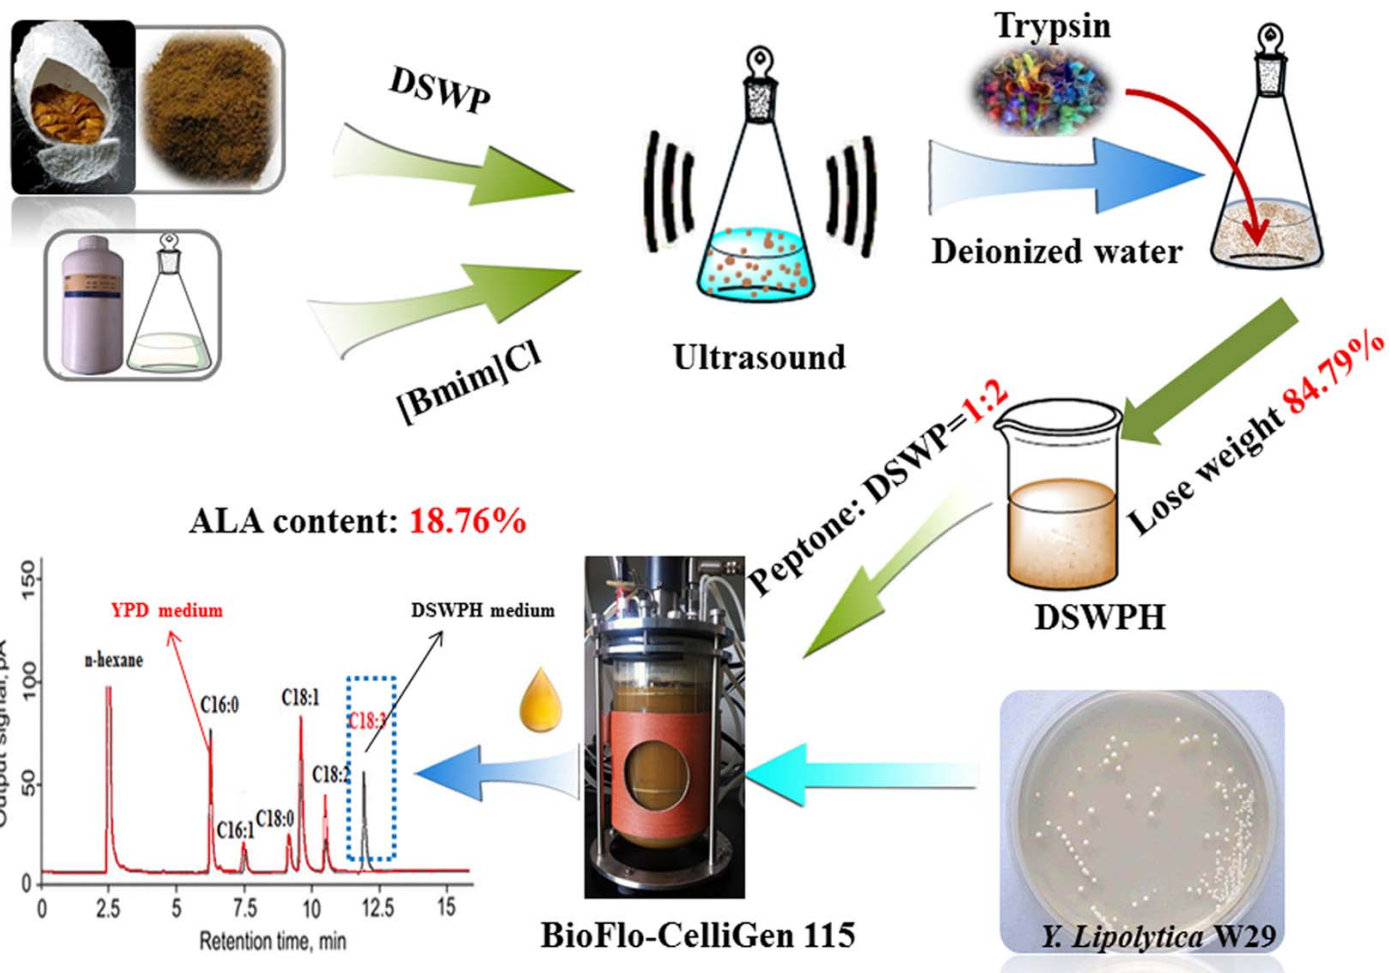 Trypsin
DSWP
Deionized water
[Bmim]Cl
Ultrasound
Lose weight 84.79%
Peptone: DSWP=1:2
DSWPH
ALA content: 18.76%
YPD medium
DSWPH medium
n-hexane
C16:0
C18:1
C18:3
C18:2
C16:1
C18:0
Output signal, pA
150
100
50
0
0 2.5 5 7.5 10 12.5 15
Retention time, min
BioFlo-CelliGen 115
Y. Lipolytica W29